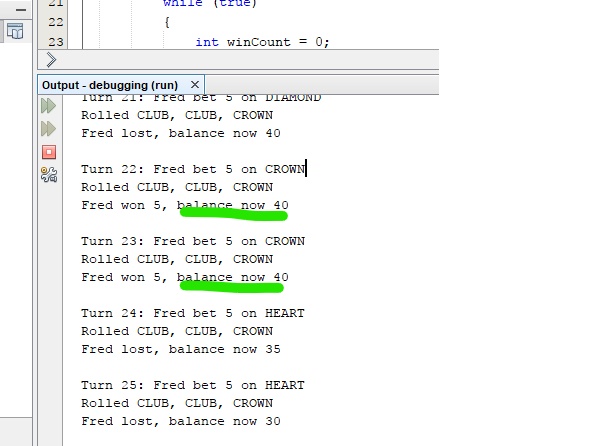 21 while (true)
22 {
23 int winCount = 0;
Output - debugging (run)
Turn 21: Fred bet 5 on DIAMOND
Rolled CLUB, CLUB, CROWN
Fred lost, balance now 40
Turn 22: Fred bet 5 on CROWN
Rolled CLUB, CLUB, CROWN
Fred won 5, balance now 40
Turn 23: Fred bet 5 on CROWN
Rolled CLUB, CLUB, CROWN
Fred won 5, balance now 40
Turn 24: Fred bet 5 on HEART
Rolled CLUB, CLUB, CROWN
Fred lost, balance now 35
Turn 25: Fred bet 5 on HEART
Rolled CLUB, CLUB, CROWN
Fred lost, balance now 30